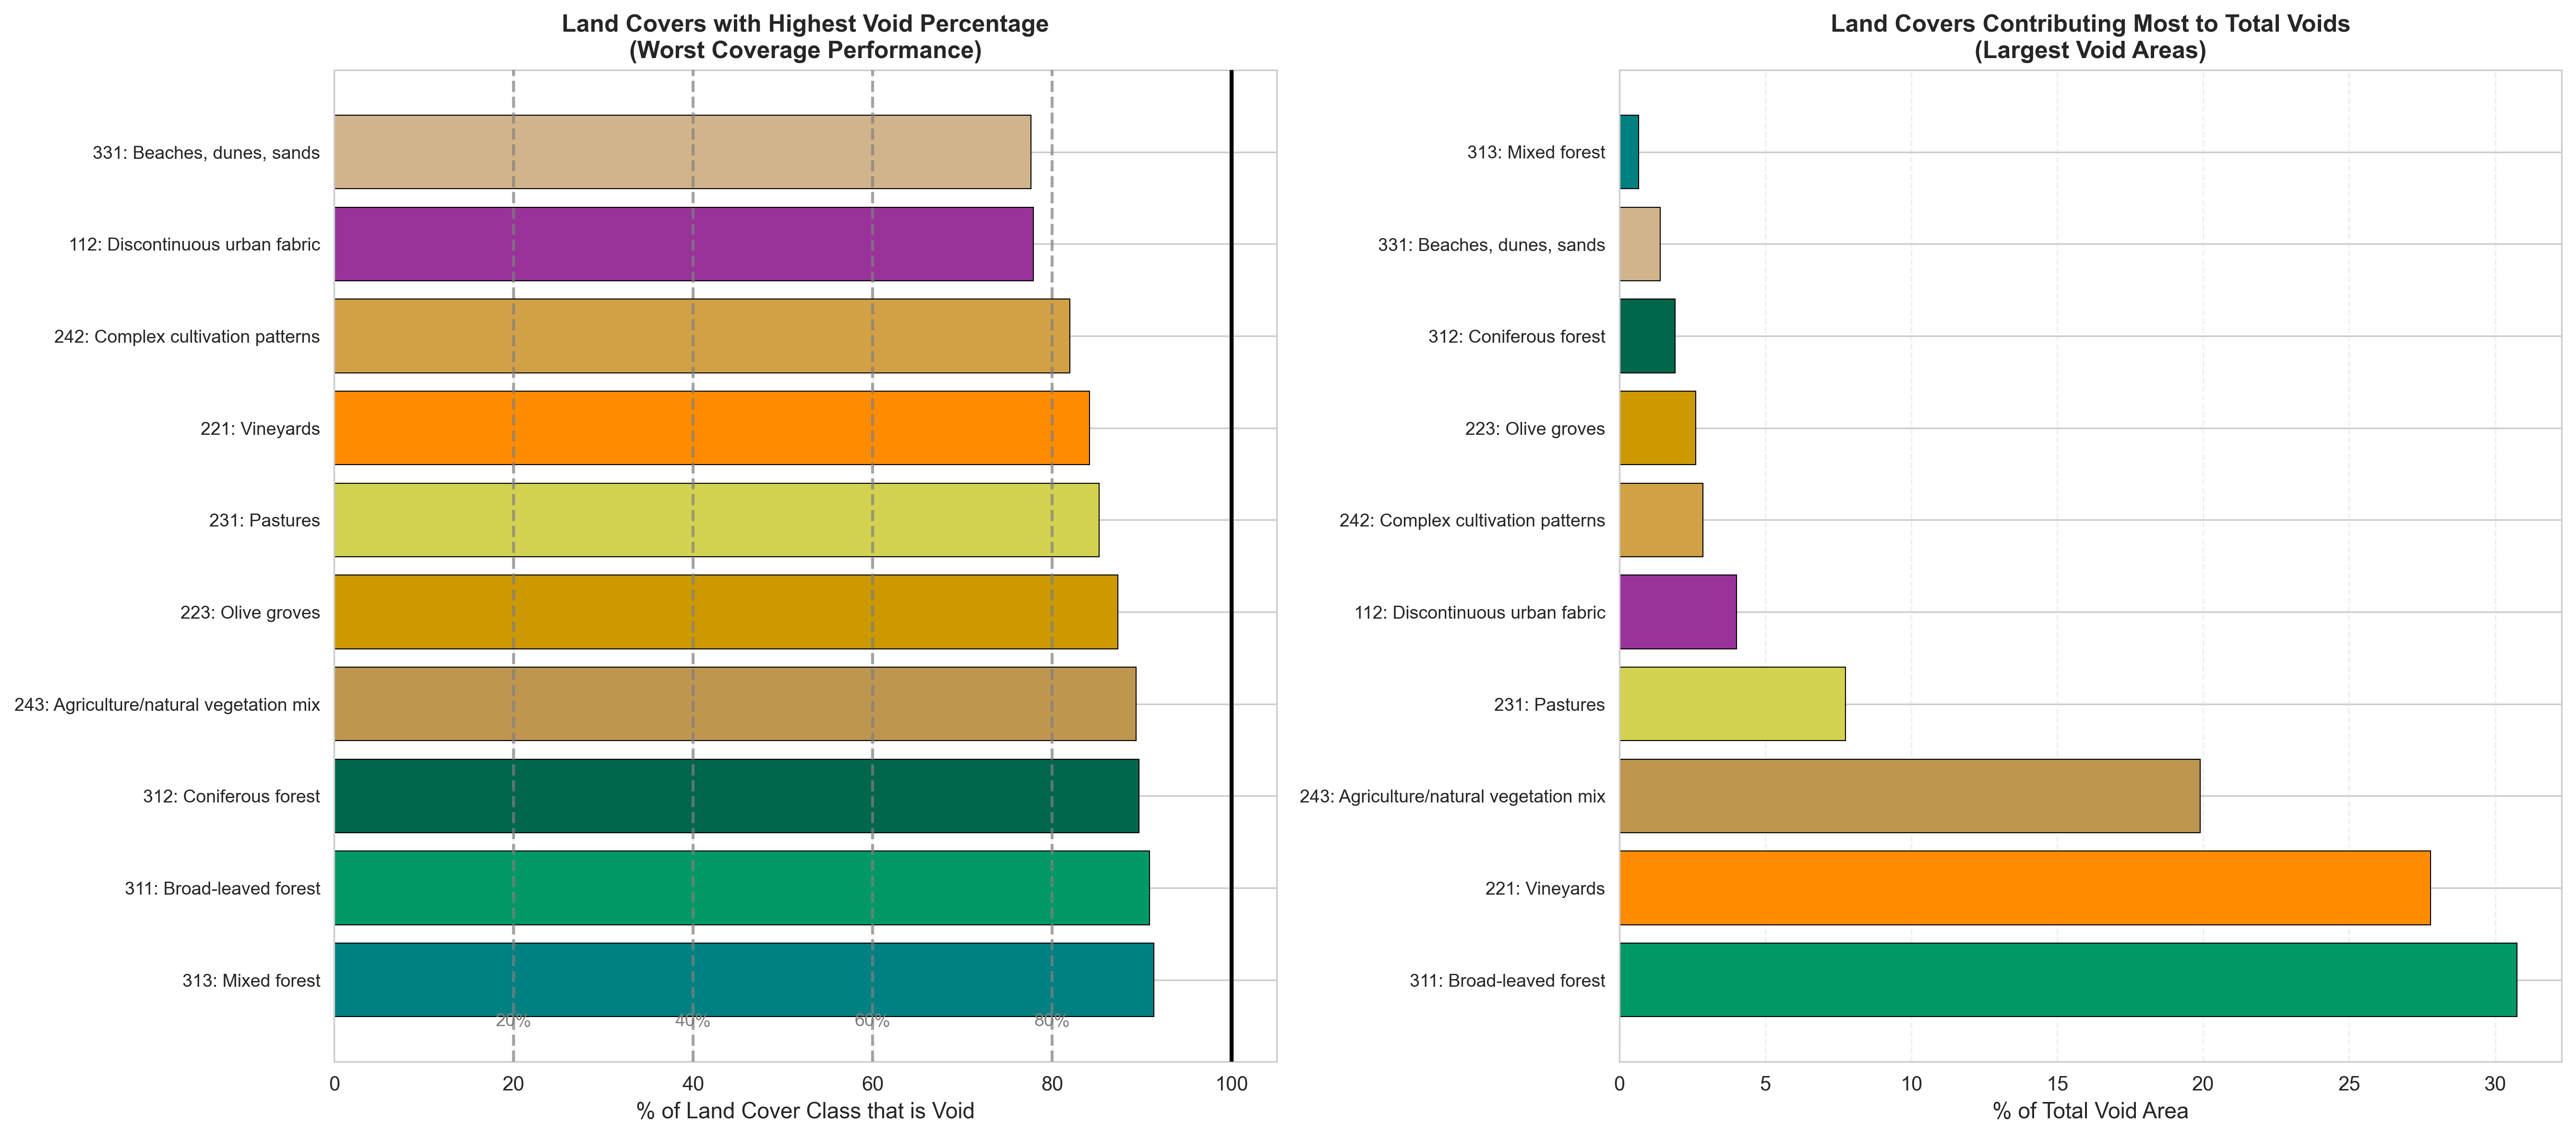 Land Covers with Highest Void Percentage
(Worst Coverage Performance)
331: Beaches, dunes, sands
112: Discontinuous urban fabric
242: Complex cultivation patterns
221: Vineyards
231: Pastures
223: Olive groves
243: Agriculture/natural vegetation mix
312: Coniferous forest
311: Broad-leaved forest
313: Mixed forest
20% 40% 60% 80%
0 20 40 60 80 100
% of Land Cover Class that is Void
Land Covers Contributing Most to Total Voids
(Largest Void Areas)
313: Mixed forest
331: Beaches, dunes, sands
312: Coniferous forest
223: Olive groves
242: Complex cultivation patterns
112: Discontinuous urban fabric
231: Pastures
243: Agriculture/natural vegetation mix
221: Vineyards
311: Broad-leaved forest
0 5 10 15 20 25 30
% of Total Void Area